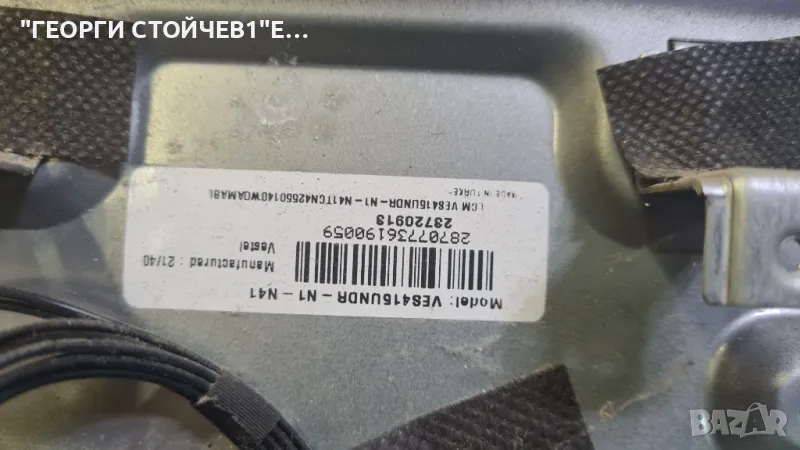 "ГЕОРГИ СТОЙЧЕВ1"Е...
Model: VES415UNDR-N1-N41
Manufactured : 21/40
Vestel
28707736190059
23720913
LCM VES415UNDR-N1-N41TCN42550140WOAMABL
"MADE IN TURKEY"
BAZAR